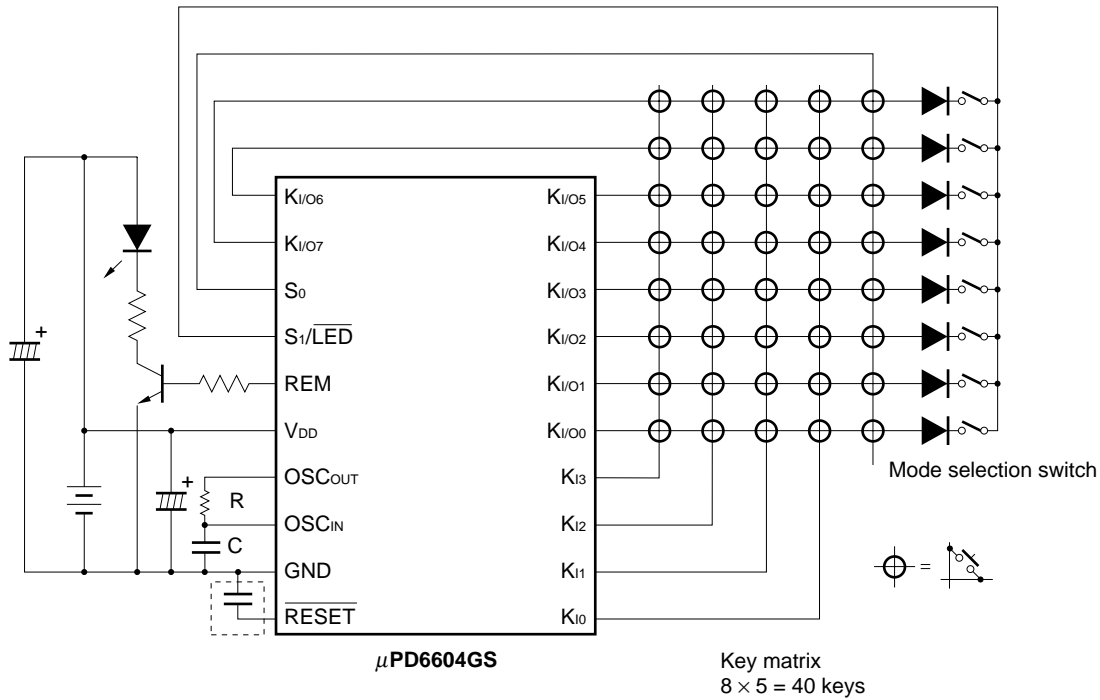 KI/O6
KI/O7
S0
S1/LED
REM
VDD
OSCOUT
OSCIN
GND
RESET
KI/O5
KI/O4
KI/O3
KI/O2
KI/O1
KI/O0
KI3
KI2
KI1
KI0
+
+
R
C
Mode selection switch
=
μPD6604GS
Key matrix
8 × 5 = 40 keys